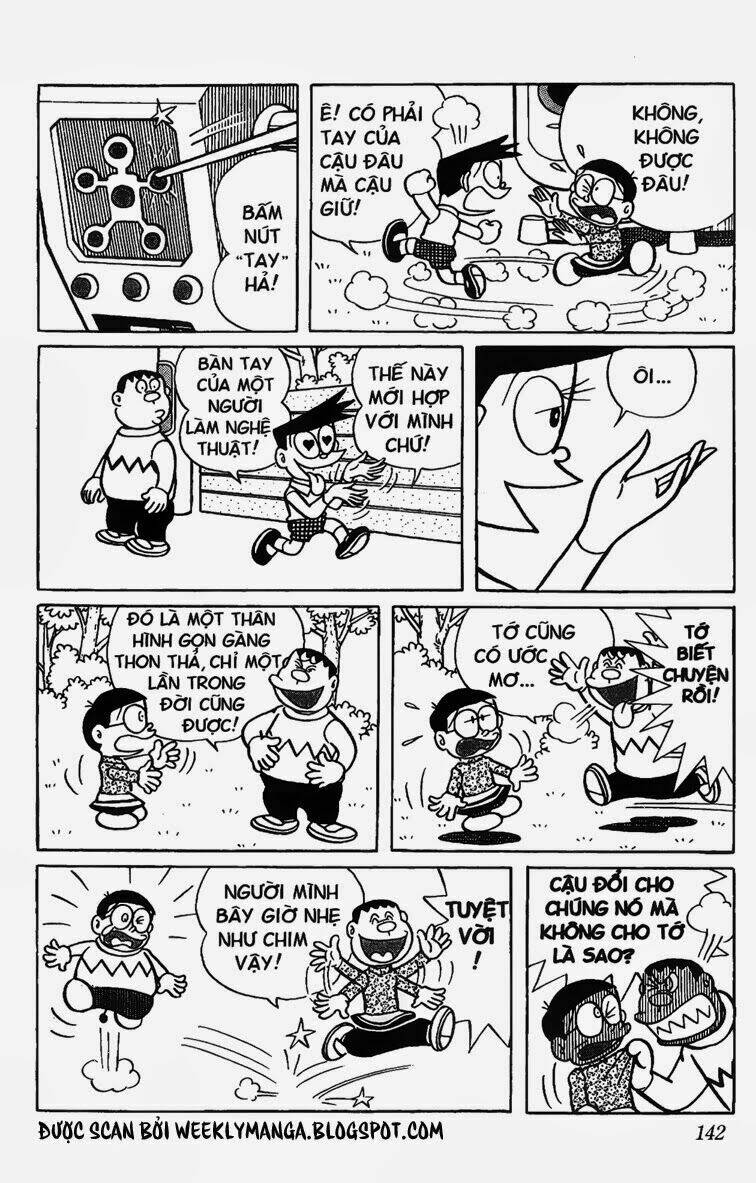 KHÔNG,
KHÔNG
ĐƯỢC
ĐÂU!
Ê! CÓ PHẢI
TAY CỦA
CẬU ĐÂU
MÀ CẬU
GIỮ!
BẤM
NÚT
"TAY"
HẢ!
ÔI...
THẾ NÀY
MỚI HỢP
VỚI MÌNH
CHỨ!
BÀN TAY
CỦA MỘT
NGƯỜI
LÀM NGHỆ
THUẬT!
TỚ
BIẾT
CHUYỆN
RỒI!
TỚ CŨNG
CÓ ƯỚC
MƠ...
ĐÓ LÀ MỘT THÂN
HÌNH GỌN GÀNG
THON THẢ, CHỈ MỘT
LẦN TRONG
ĐỜI CŨNG
ĐƯỢC!
CẬU ĐỔI CHO
CHÚNG NÓ MÀ
KHÔNG CHO TỚ
LÀ SAO?
TUYỆT
VỜI
!
NGƯỜI MÌNH
BÂY GIỜ NHẸ
NHƯ CHIM
VẬY!
ĐƯỢC SCAN BỞI WEEKLYMANGA.BLOGSPOT.COM
142